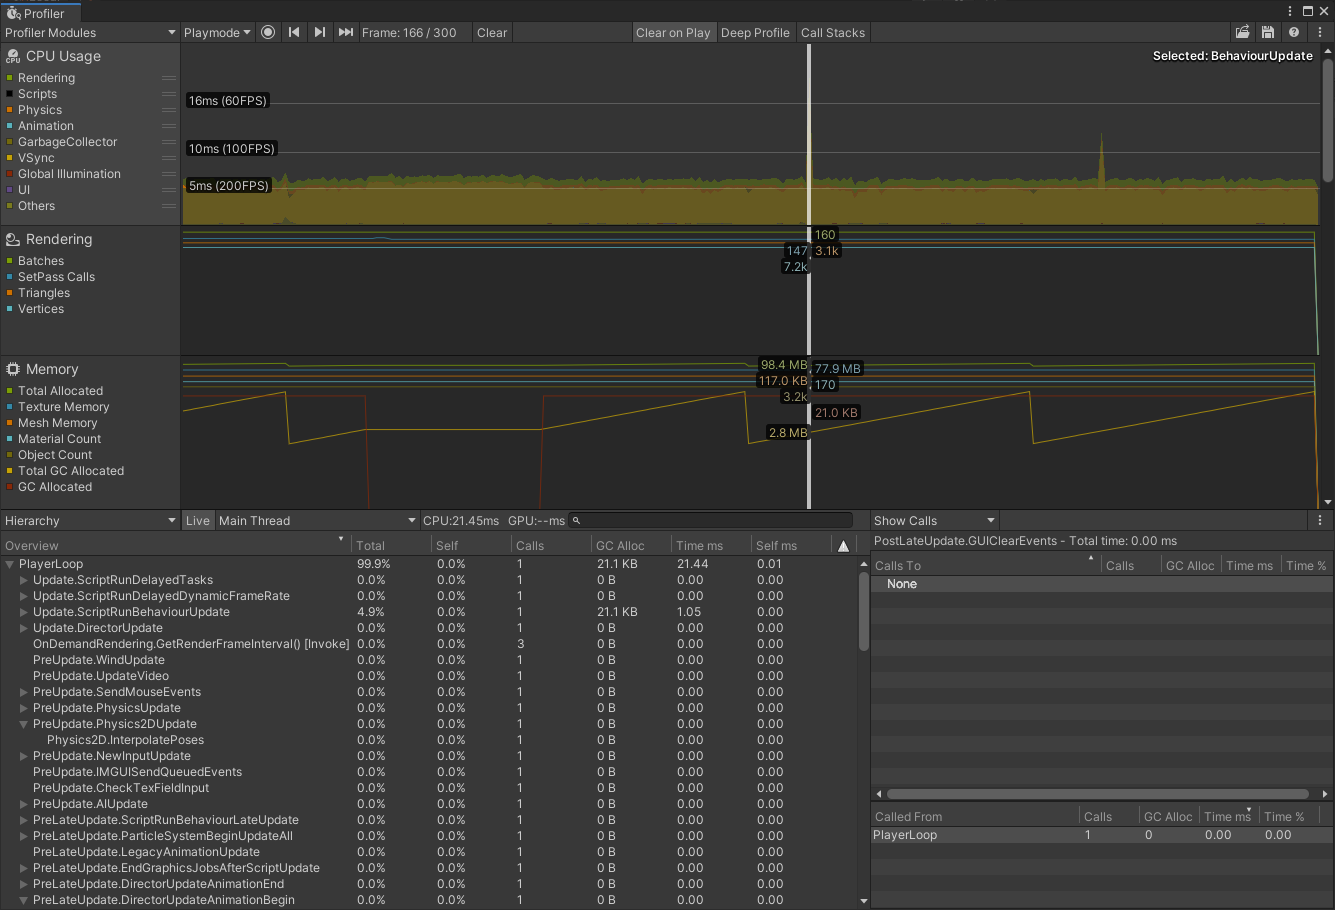 Profiler
Profiler Modules Playmode Frame: 166 / 300 Clear Clear on Play Deep Profile Call Stacks
CPU Usage
Rendering
Scripts
Physics
Animation
GarbageCollector
VSync
Global Illumination
UI
Others
Selected: BehaviourUpdate
16ms (60FPS)
10ms (100FPS)
5ms (200FPS)
Rendering
Batches
SetPass Calls
Triangles
Vertices
160
147 3.1k
7.2k
Memory
Total Allocated
Texture Memory
Mesh Memory
Material Count
Object Count
Total GC Allocated
GC Allocated
98.4 MB 77.9 MB
117.0 KB 170
3.2k
21.0 KB
2.8 MB
Hierarchy Live Main Thread CPU:21.45ms GPU:--ms Show Calls
Overview Total Self Calls GC Alloc Time ms Self ms
PlayerLoop 99.9% 0.0% 1 21.1 KB 21.44 0.01
Update.ScriptRunDelayedTasks 0.0% 0.0% 1 0 B 0.00 0.00
Update.ScriptRunDelayedDynamicFrameRate 0.0% 0.0% 1 0 B 0.00 0.00
Update.ScriptRunBehaviourUpdate 4.9% 0.0% 1 21.1 KB 1.05 0.00
Update.DirectorUpdate 0.0% 0.0% 1 0 B 0.00 0.00
OnDemandRendering.GetRenderFrameInterval() [Invoke] 0.0% 0.0% 3 0 B 0.00 0.00
PreUpdate.WindUpdate 0.0% 0.0% 1 0 B 0.00 0.00
PreUpdate.UpdateVideo 0.0% 0.0% 1 0 B 0.00 0.00
PreUpdate.SendMouseEvents 0.0% 0.0% 1 0 B 0.00 0.00
PreUpdate.PhysicsUpdate 0.0% 0.0% 1 0 B 0.00 0.00
PreUpdate.Physics2DUpdate 0.0% 0.0% 1 0 B 0.00 0.00
Physics2D.InterpolatePoses 0.0% 0.0% 1 0 B 0.00 0.00
PreUpdate.NewInputUpdate 0.0% 0.0% 1 0 B 0.00 0.00
PreUpdate.IMGUISendQueuedEvents 0.0% 0.0% 1 0 B 0.00 0.00
PreUpdate.CheckTexFieldInput 0.0% 0.0% 1 0 B 0.00 0.00
PreUpdate.AIUpdate 0.0% 0.0% 1 0 B 0.00 0.00
PreLateUpdate.ScriptRunBehaviourLateUpdate 0.0% 0.0% 1 0 B 0.00 0.00
PreLateUpdate.ParticleSystemBeginUpdateAll 0.0% 0.0% 1 0 B 0.00 0.00
PreLateUpdate.LegacyAnimationUpdate 0.0% 0.0% 1 0 B 0.00 0.00
PreLateUpdate.EndGraphicsJobsAfterScriptUpdate 0.0% 0.0% 1 0 B 0.00 0.00
PreLateUpdate.DirectorUpdateAnimationEnd 0.0% 0.0% 1 0 B 0.00 0.00
PreLateUpdate.DirectorUpdateAnimationBegin 0.0% 0.0% 1 0 B 0.00 0.00
PostLateUpdate.GUIClearEvents - Total time: 0.00 ms
Calls To Calls GC Alloc Time ms Time %
None
Called From Calls GC Alloc Time ms Time %
PlayerLoop 1 0 0.00 0.00